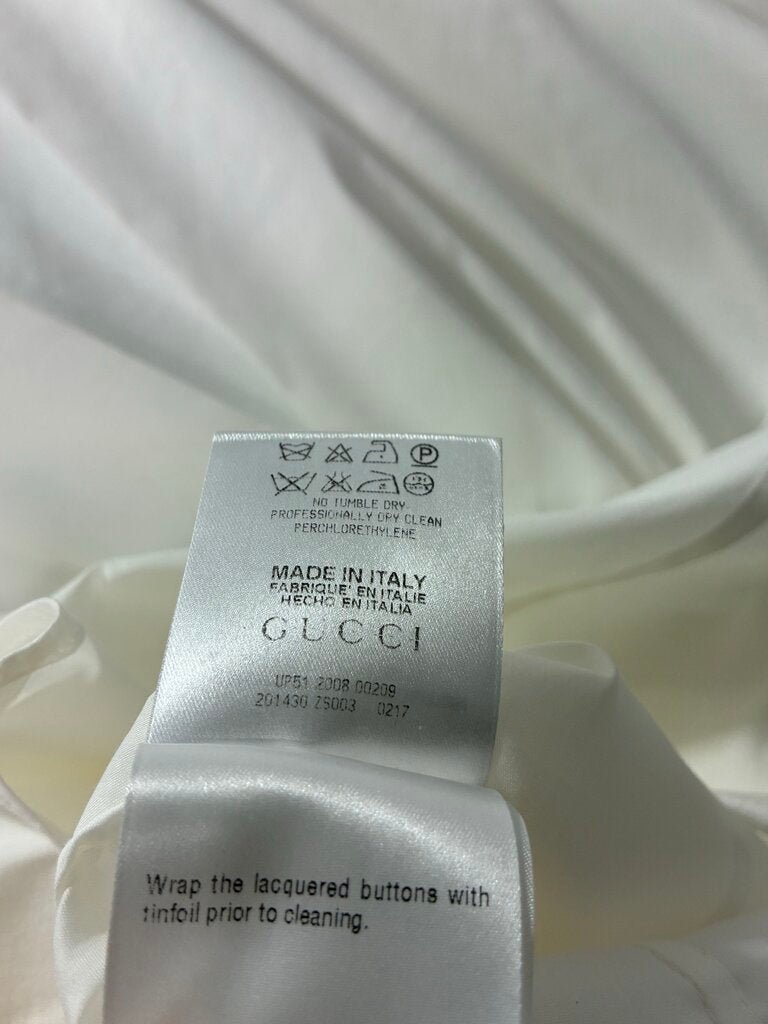 P
NO TUMBLE DRY
PROFESSIONALLY DRY CLEAN
PERCHLORETHYLENE
MADE IN ITALY
FABRIQUE' EN ITALIE
HECHO EN ITALIA
GUCCI
UP51 2008 00209
201430 ZS003 0217
Wrap the lacquered buttons with
tinfoil prior to cleaning.